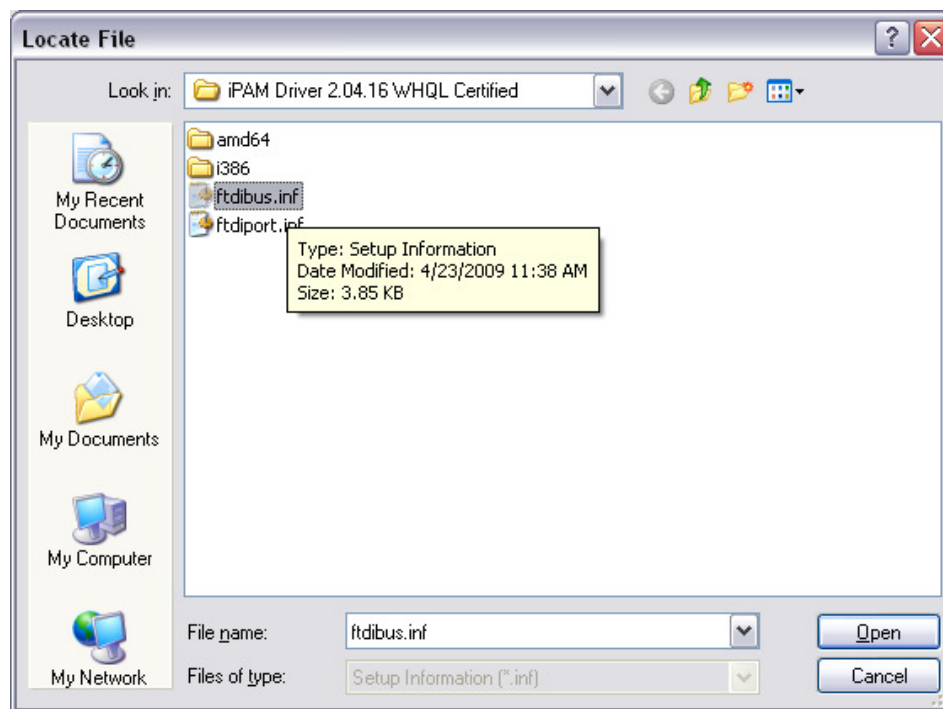 Locate File
Look in:
iPAM Driver 2.04.16 WHQL Certified
amd64
i386
ftdibus.inf
ftdiport.inf
Type: Setup Information
Date Modified: 4/23/2009 11:38 AM
Size: 3.85 KB
My Recent
Documents
Desktop
My Documents
My Computer
My Network
File name:
ftdibus.inf
Open
Files of type:
Setup Information (*.inf)
Cancel